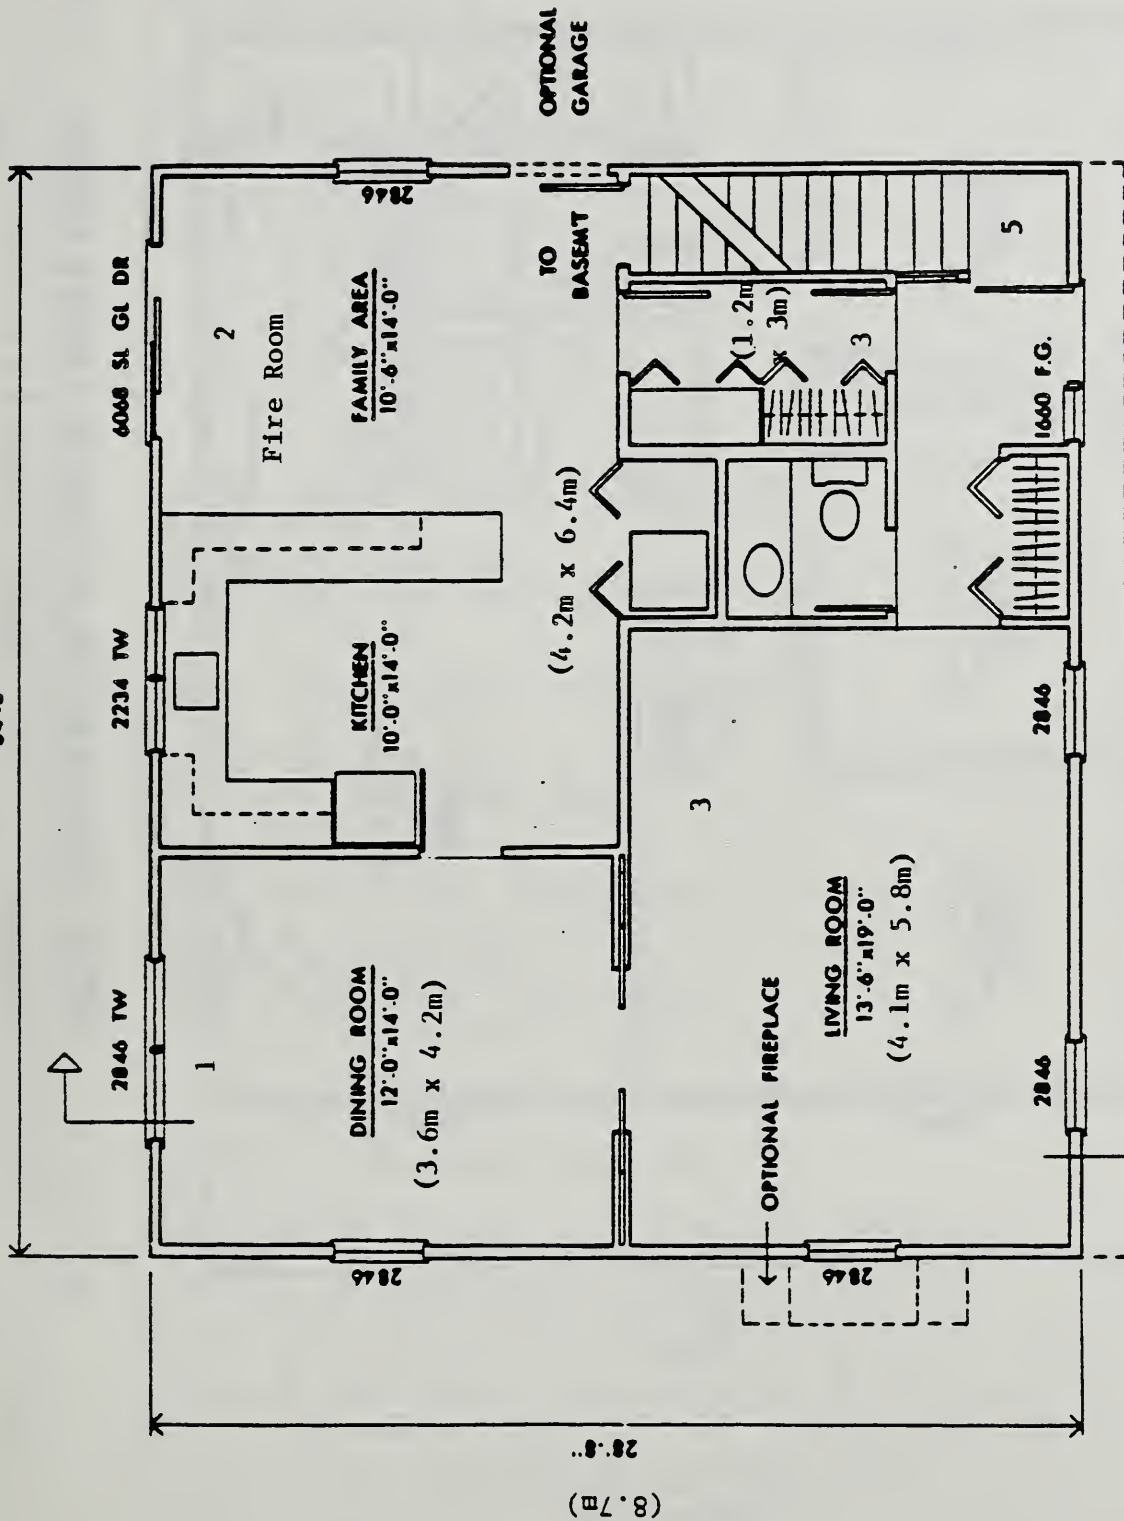 2846 TW
2234 TW
6068 SL GL DR
1
2
Fire Room
DINING ROOM
12'-0"x14'-0"
(3.6m x 4.2m)
KITCHEN
10'-0"x14'-0"
FAMILY AREA
10'-6"x14'-0"
(4.2m x 6.4m)
2846
2846
OPTIONAL
GARAGE
TO
BASEM'T
(1.2m
x 3m)
3
5
3
LIVING ROOM
13'-6"x19'-0"
(4.1m x 5.8m)
OPTIONAL FIREPLACE
2846
2846
2846
1660 F.G.
28'-8"
(8.7m)